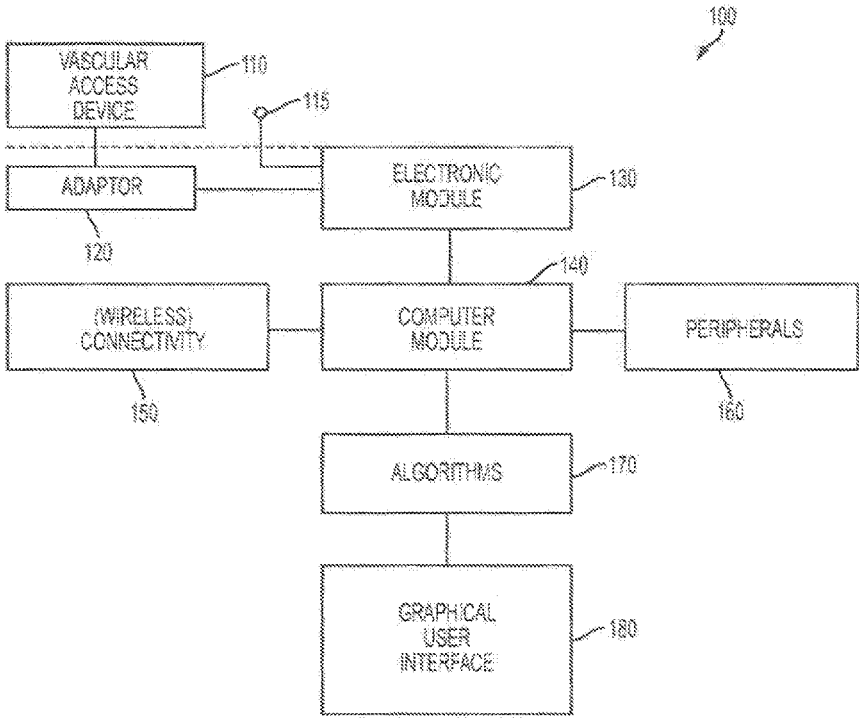 100
VASCULAR
ACCESS
DEVICE
110
115
ADAPTOR
120
ELECTRONIC
MODULE
130
140
(WIRELESS)
CONNECTIVITY
150
COMPUTER
MODULE
PERIPHERALS
160
ALGORITHMS
170
GRAPHICAL
USER
INTERFACE
180